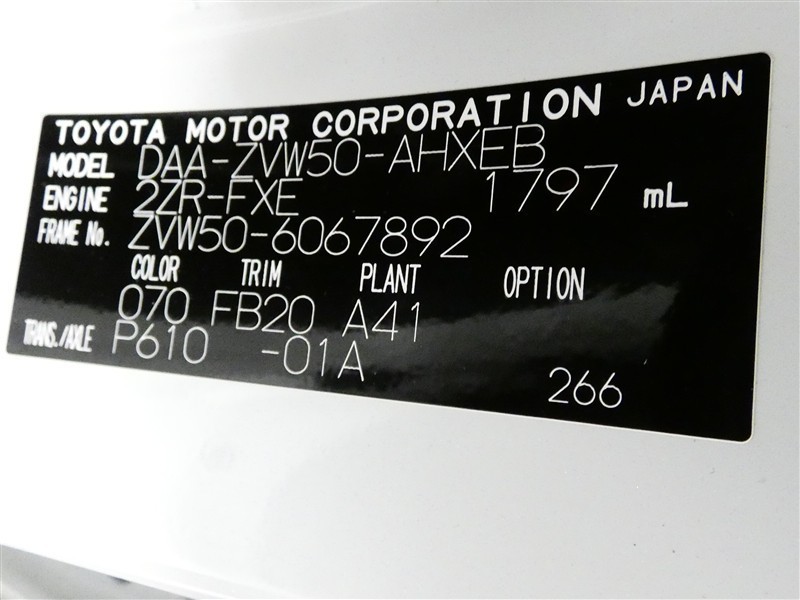 TOYOTA MOTOR CORPORATION JAPAN
MODEL DAA-ZVW50-AHXEB
ENGINE 2ZR-FXE 1797 mL
FRAME No. ZVW50-6067892
COLOR TRIM PLANT OPTION
070 FB20 A41
TRANS./AXLE P610 -01A
266